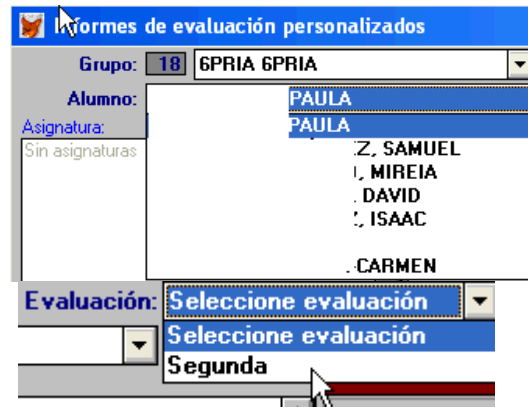 Informes de evaluación personalizados
Grupo: 18 6PRIA 6PRIA
Alumno: PAULA
Asignatura: PAULA
Sin asignaturas
Z, SAMUEL
, MIREIA
DAVID
, ISAAC
CARMEN
Evaluación: Seleccione evaluación
Seleccione evaluación
Segunda